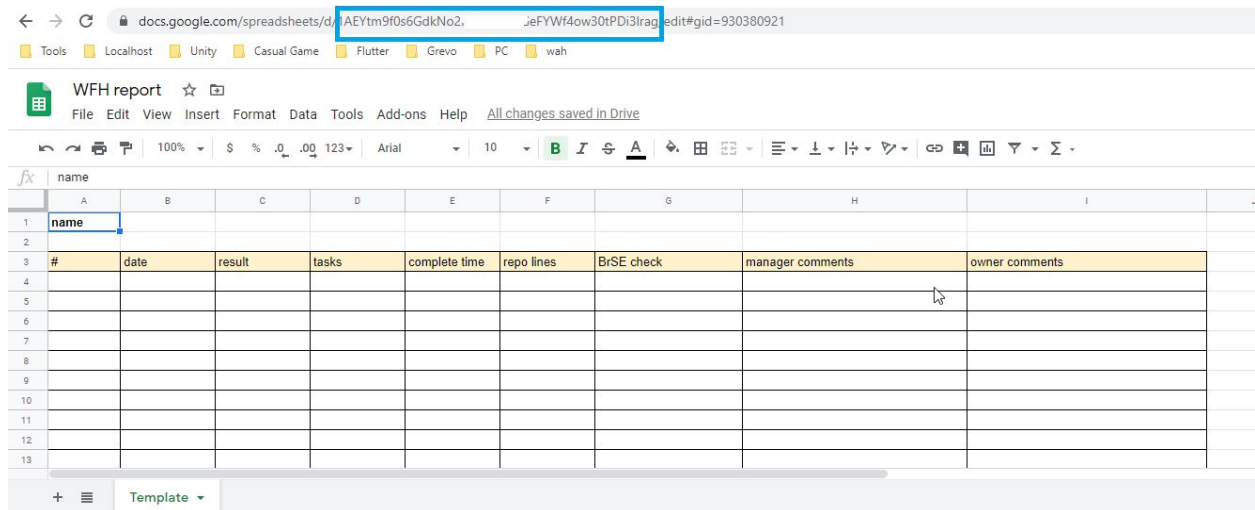 docs.google.com/spreadsheets/d/1AEYtm9f0s6GdkNo2. JeFYWf4ow30tPDi3Irag/edit#gid=930380921
Tools Localhost Unity Casual Game Flutter Grevo PC wah
WFH report
File Edit View Insert Format Data Tools Add-ons Help All changes saved in Drive
100% $ % .0 .00 123 Arial 10 B I S A
fx name
A B C D E F G H I
1 name
2
3 # date result tasks complete time repo lines BrSE check manager comments owner comments
4
5
6
7
8
9
10
11
12
13
+ Template